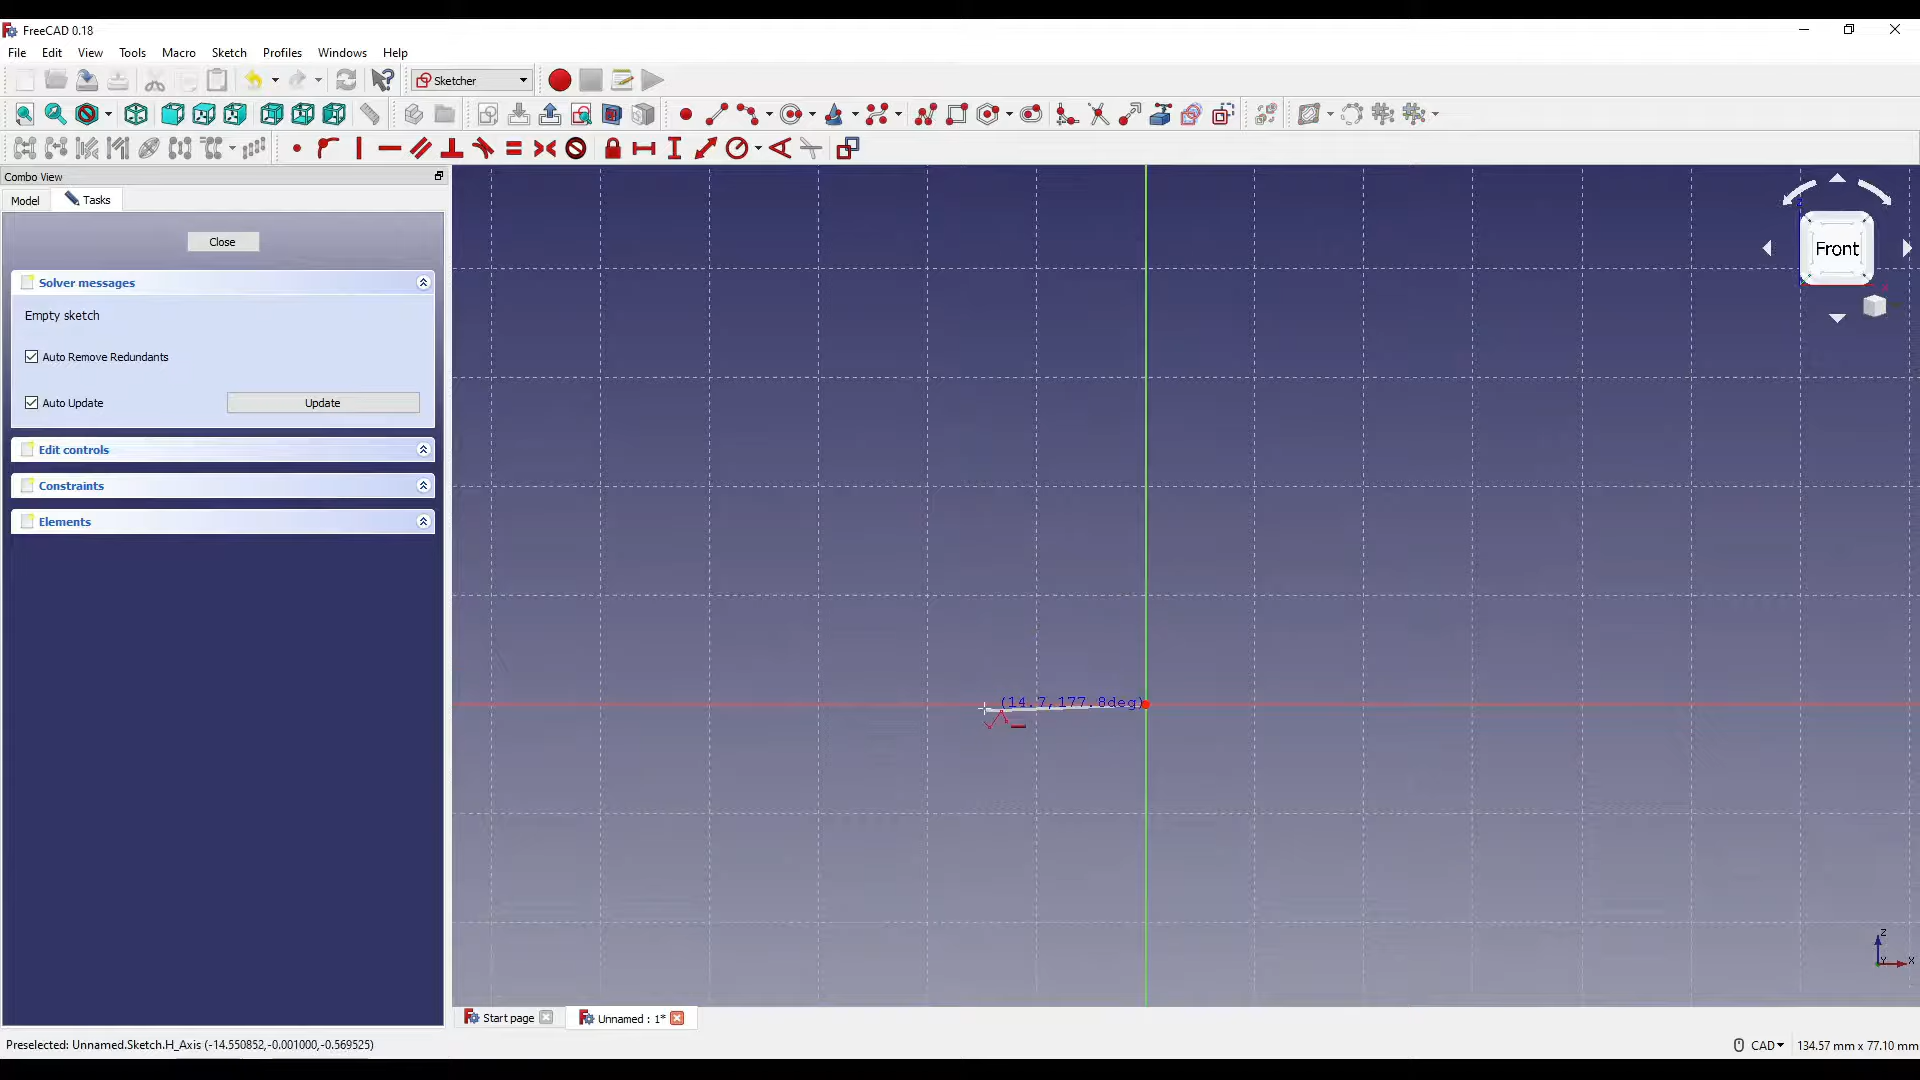 FreeCAD 0.18
File Edit View Tools Macro Sketch Profiles Windows Help
Sketcher
Combo View
Model Tasks
Close
Solver messages
Empty sketch
Auto Remove Redundants
Auto Update Update
Edit controls
Constraints
Elements
Front
(14.7,177.8deg)
Z
Y X
Start page Unnamed : 1*
Preselected: Unnamed.Sketch.H_Axis (-14.550852,-0.001000,-0.569525) CAD 134.57 mm x 77.10 mm